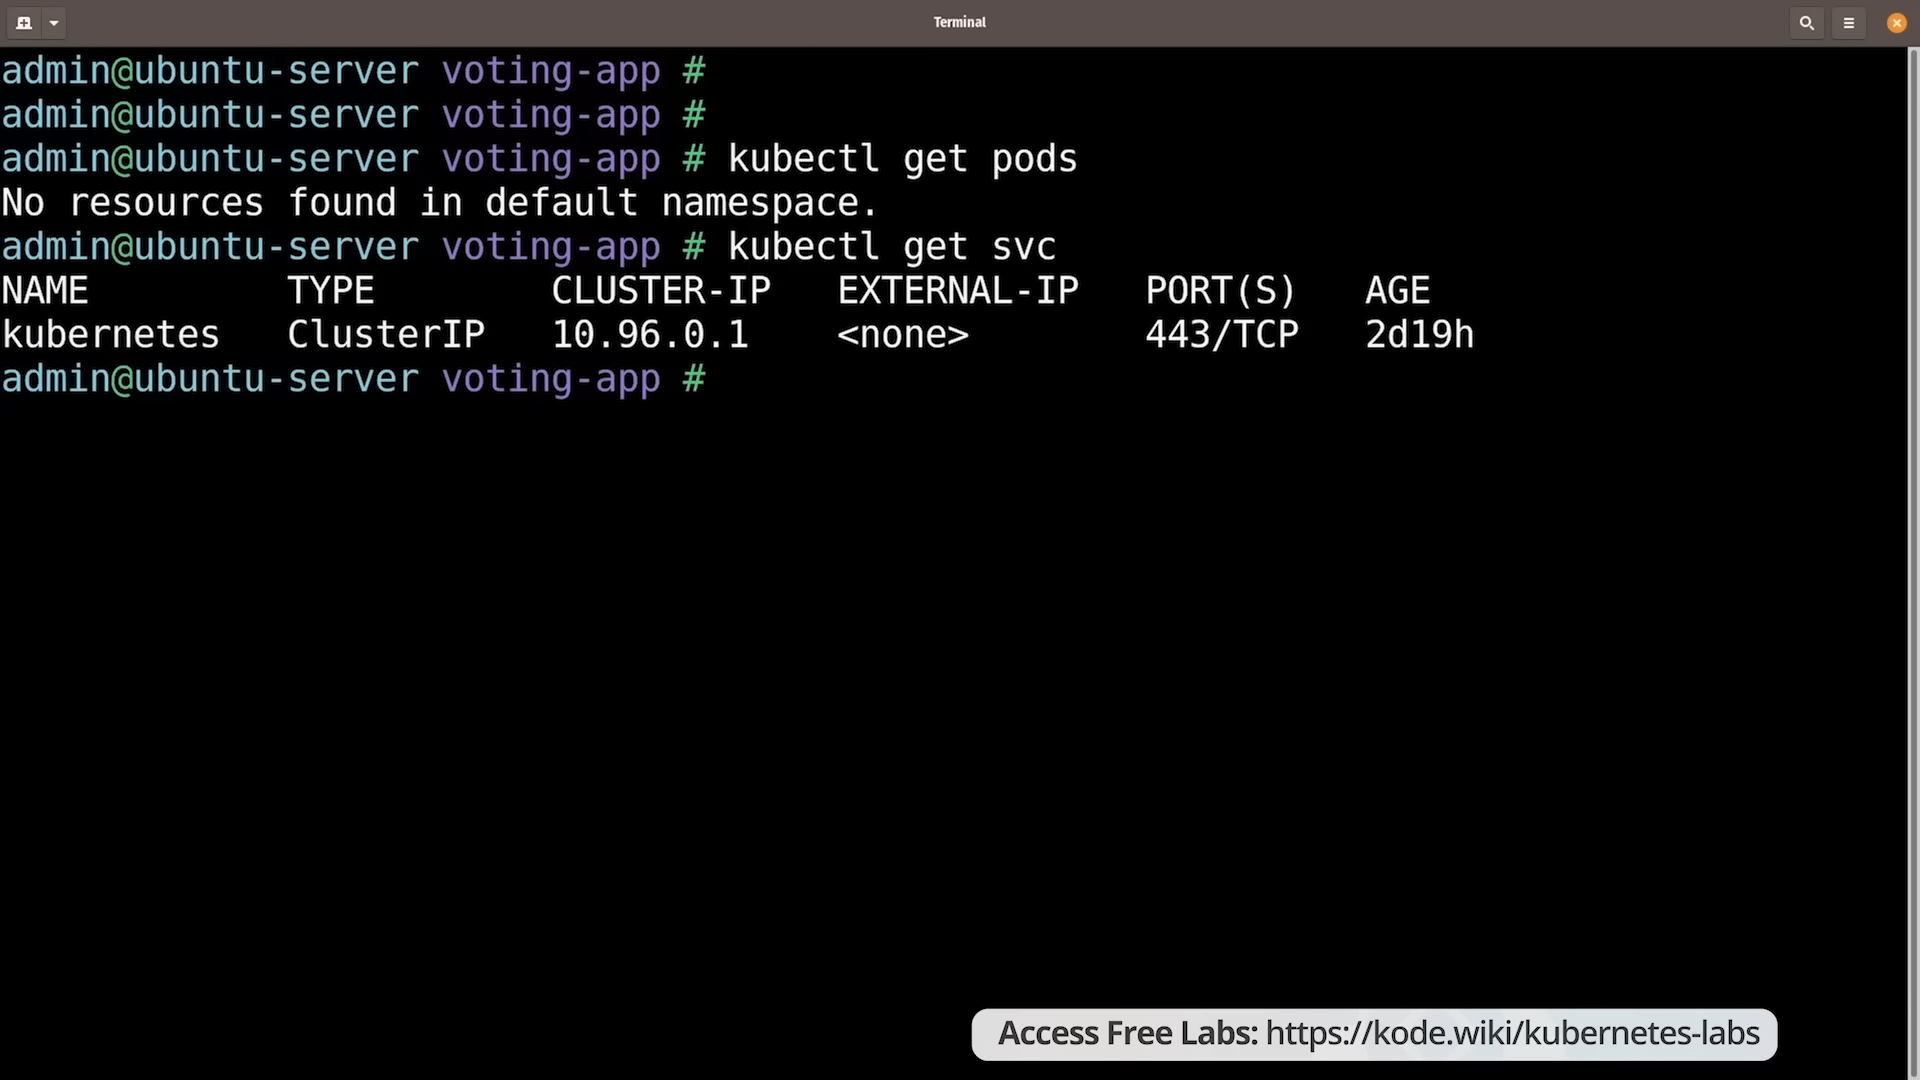 Terminal
admin@ubuntu-server voting-app #
admin@ubuntu-server voting-app #
admin@ubuntu-server voting-app # kubectl get pods
No resources found in default namespace.
admin@ubuntu-server voting-app # kubectl get svc
NAME         TYPE        CLUSTER-IP   EXTERNAL-IP   PORT(S)   AGE
kubernetes   ClusterIP   10.96.0.1    <none>        443/TCP   2d19h
admin@ubuntu-server voting-app #
Access Free Labs: https://kode.wiki/kubernetes-labs